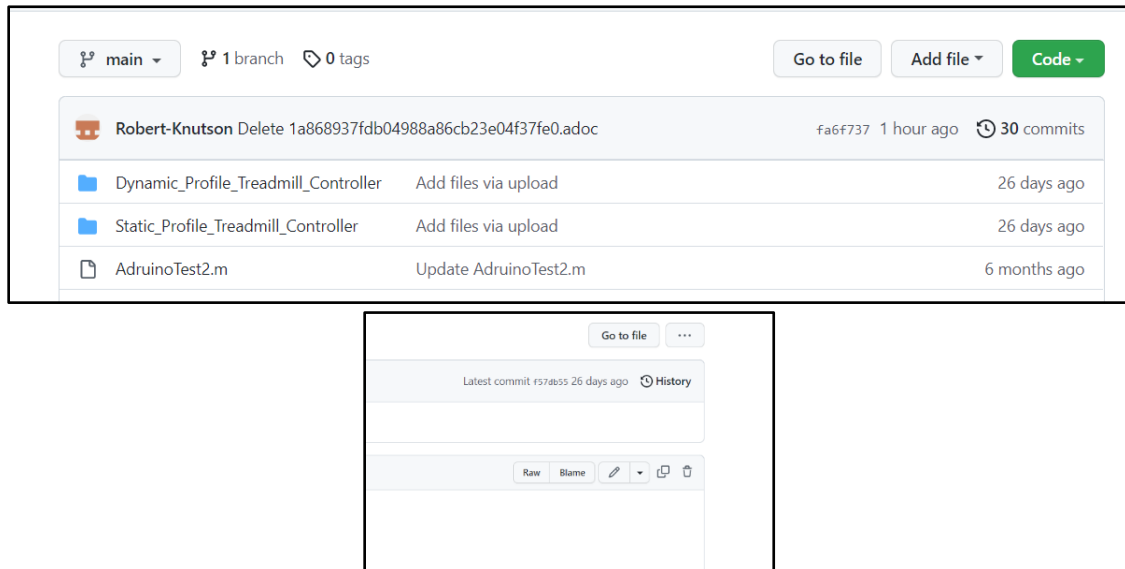 main 1 branch 0 tags Go to file Add file Code
Robert-Knutson Delete 1a868937fdb04988a86cb23e04f37fe0.adoc fa6f737 1 hour ago 30 commits
Dynamic_Profile_Treadmill_Controller Add files via upload 26 days ago
Static_Profile_Treadmill_Controller Add files via upload 26 days ago
AdruinoTest2.m Update AdruinoTest2.m 6 months ago
Go to file ...
Latest commit f57db55 26 days ago History
Raw Blame